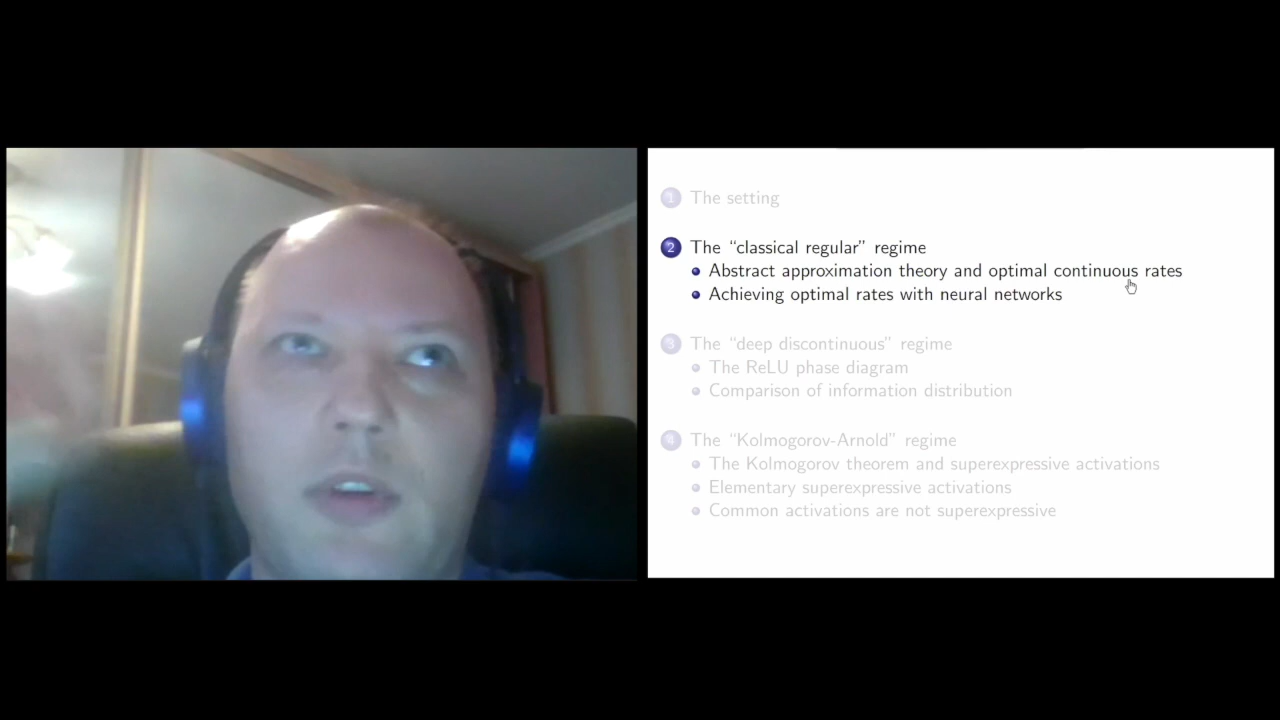 1 The setting
2 The “classical regular” regime
Abstract approximation theory and optimal continuous rates
Achieving optimal rates with neural networks
3 The “deep discontinuous” regime
The ReLU phase diagram
Comparison of information distribution
4 The “Kolmogorov-Arnold” regime
The Kolmogorov theorem and superexpressive activations
Elementary superexpressive activations
Common activations are not superexpressive